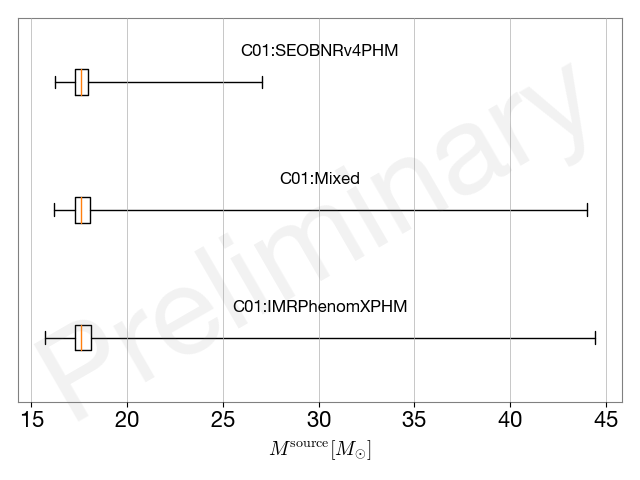 C01:SEOBNRv4PHM
C01:Mixed
C01:IMRPhenomXPHM
Preliminary
15 20 25 30 35 40 45
M^source [M_⊙]